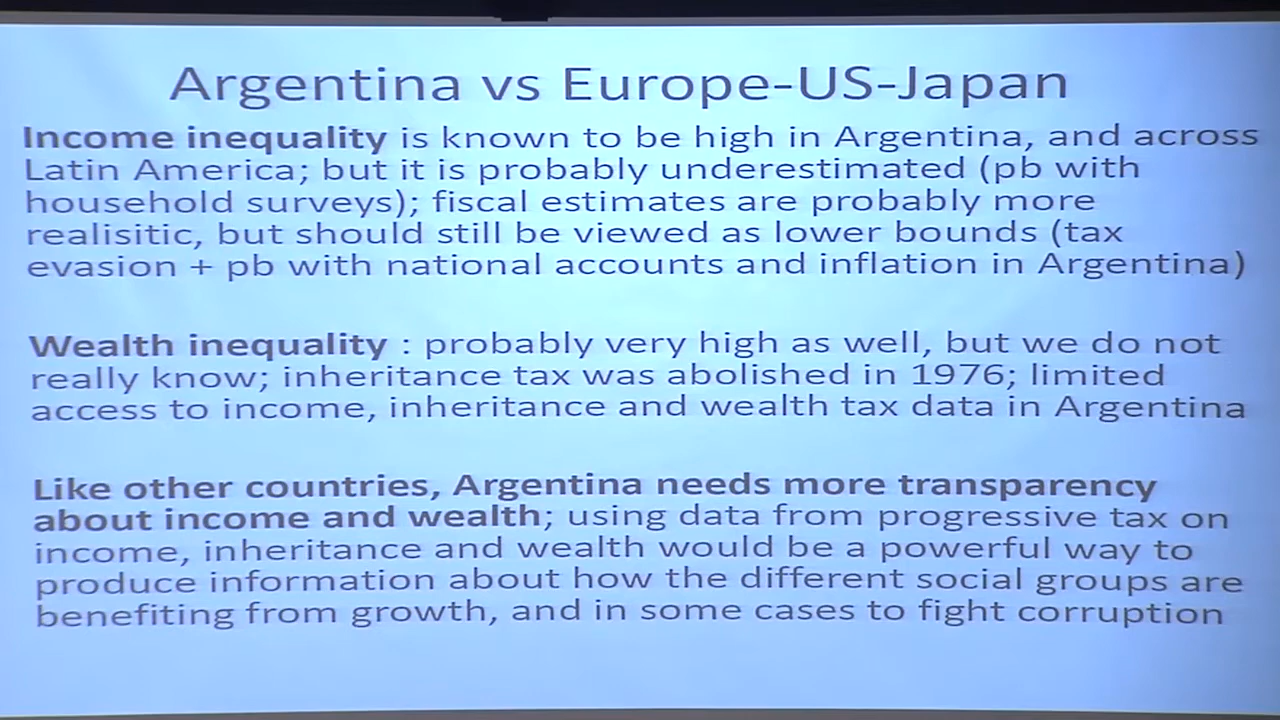 Argentina vs Europe-US-Japan
Income inequality is known to be high in Argentina, and across
Latin America; but it is probably underestimated (pb with
household surveys); fiscal estimates are probably more
realisitic, but should still be viewed as lower bounds (tax
evasion + pb with national accounts and inflation in Argentina)
Wealth inequality : probably very high as well, but we do not
really know; inheritance tax was abolished in 1976; limited
access to income, inheritance and wealth tax data in Argentina
Like other countries, Argentina needs more transparency
about income and wealth; using data from progressive tax on
income, inheritance and wealth would be a powerful way to
produce information about how the different social groups are
benefiting from growth, and in some cases to fight corruption